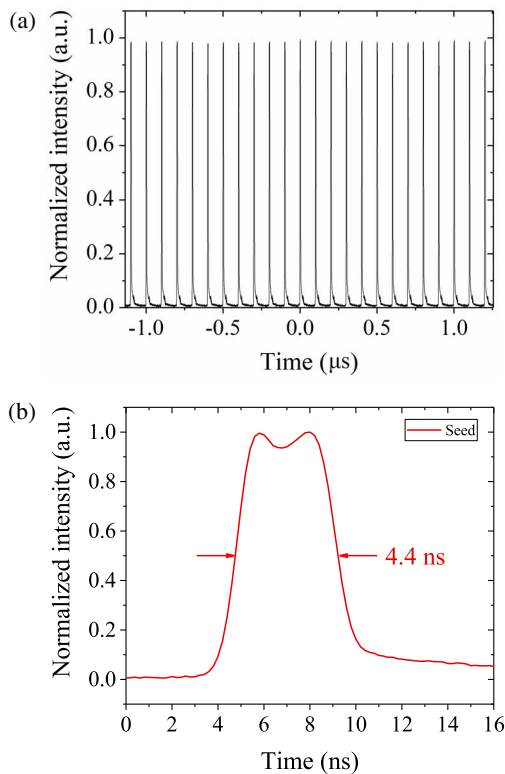 (a)
Normalized intensity (a.u.)
1.0
0.8
0.6
0.4
0.2
0.0
-1.0 -0.5 0.0 0.5 1.0
Time (μs)
(b)
Normalized intensity (a.u.)
1.0
0.8
0.6
0.4
0.2
0.0
Seed
4.4 ns
0 2 4 6 8 10 12 14 16
Time (ns)